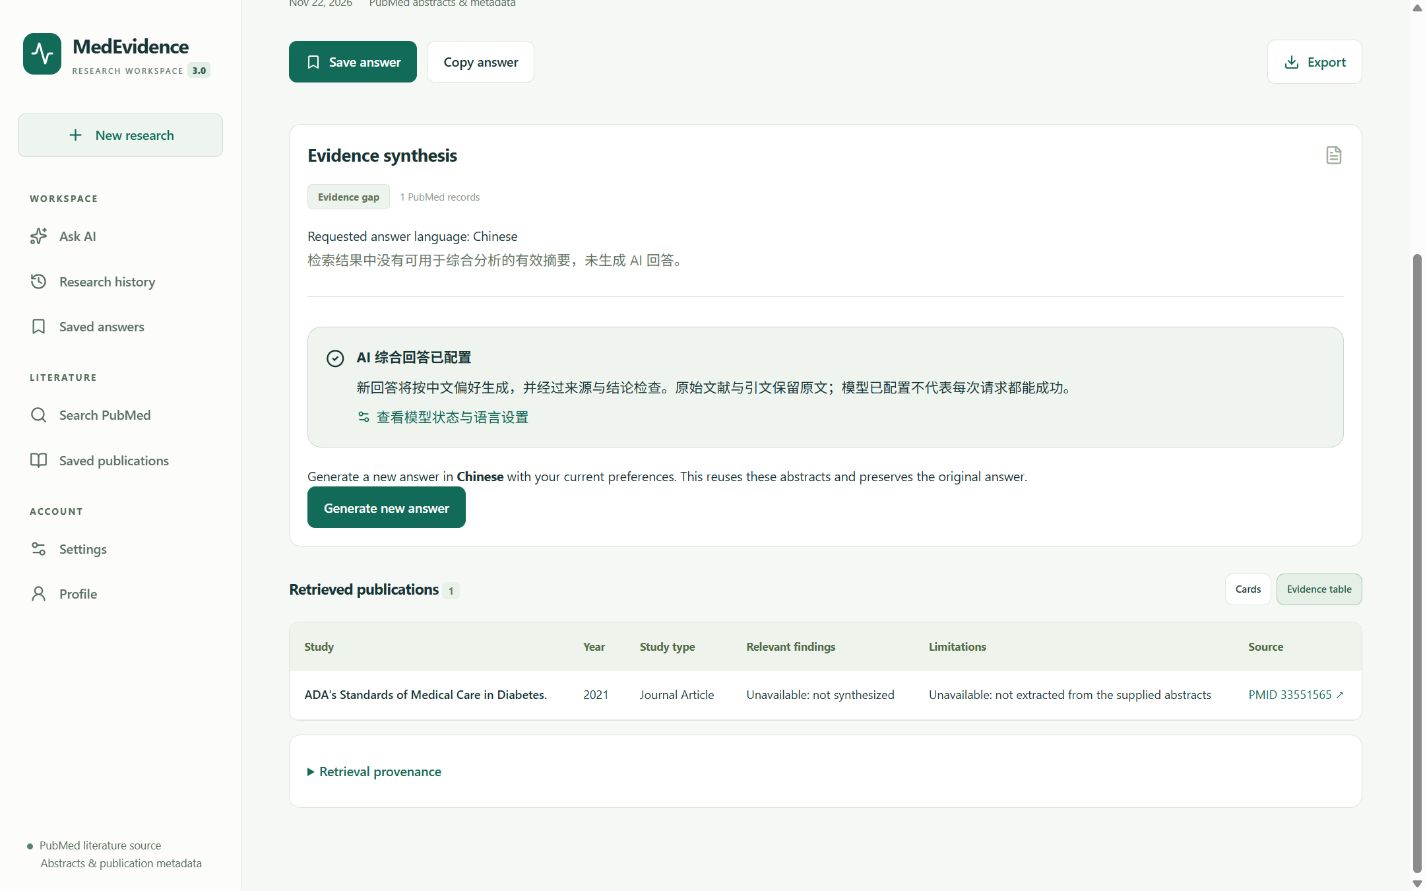 MedEvidence
RESEARCH WORKSPACE 3.0
New research
WORKSPACE
Ask AI
Research history
Saved answers
LITERATURE
Search PubMed
Saved publications
ACCOUNT
Settings
Profile
PubMed literature source
Abstracts & publication metadata
Nov 22, 2026 PubMed abstracts & metadata
Save answer
Copy answer
Export
Evidence synthesis
Evidence gap
1 PubMed records
Requested answer language: Chinese
检索结果中没有可用于综合分析的有效摘要，未生成 AI 回答。
AI 综合回答已配置
新回答将按中文偏好生成，并经过来源与结论检查。原始文献与引文保留原文；模型已配置不代表每次请求都能成功。
查看模型状态与语言设置
Generate a new answer in Chinese with your current preferences. This reuses these abstracts and preserves the original answer.
Generate new answer
Retrieved publications 1
Cards
Evidence table
Study Year Study type Relevant findings Limitations Source
ADA's Standards of Medical Care in Diabetes. 2021 Journal Article Unavailable: not synthesized Unavailable: not extracted from the supplied abstracts PMID 33551565 ↗
Retrieval provenance